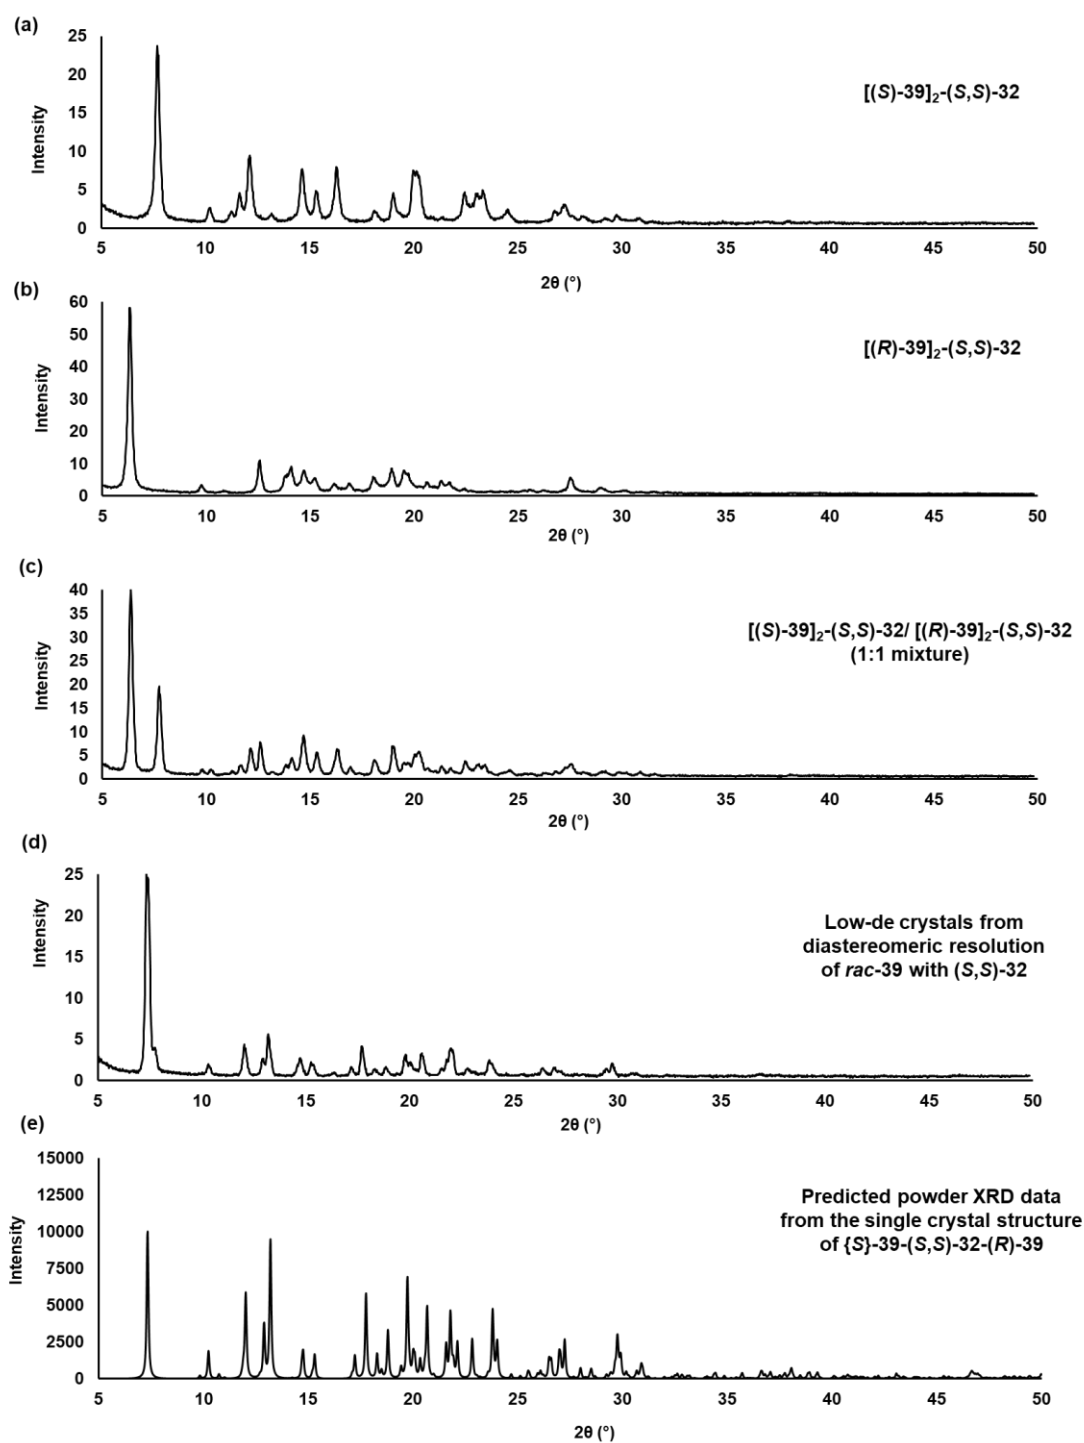 (a)
25
20
15
10
5
0
Intensity
[(S)-39]2-(S,S)-32
5 10 15 20 25 30 35 40 45 50
2θ (°)
(b)
60
50
40
30
20
10
0
Intensity
[(R)-39]2-(S,S)-32
5 10 15 20 25 30 35 40 45 50
2θ (°)
(c)
40
35
30
25
20
15
10
5
0
Intensity
[(S)-39]2-(S,S)-32/ [(R)-39]2-(S,S)-32
(1:1 mixture)
5 10 15 20 25 30 35 40 45 50
2θ (°)
(d)
25
20
15
10
5
0
Intensity
Low-de crystals from
diastereomeric resolution
of rac-39 with (S,S)-32
5 10 15 20 25 30 35 40 45 50
2θ (°)
(e)
15000
12500
10000
7500
5000
2500
0
Intensity
Predicted powder XRD data
from the single crystal structure
of {S}-39-(S,S)-32-(R)-39
5 10 15 20 25 30 35 40 45 50
2θ (°)